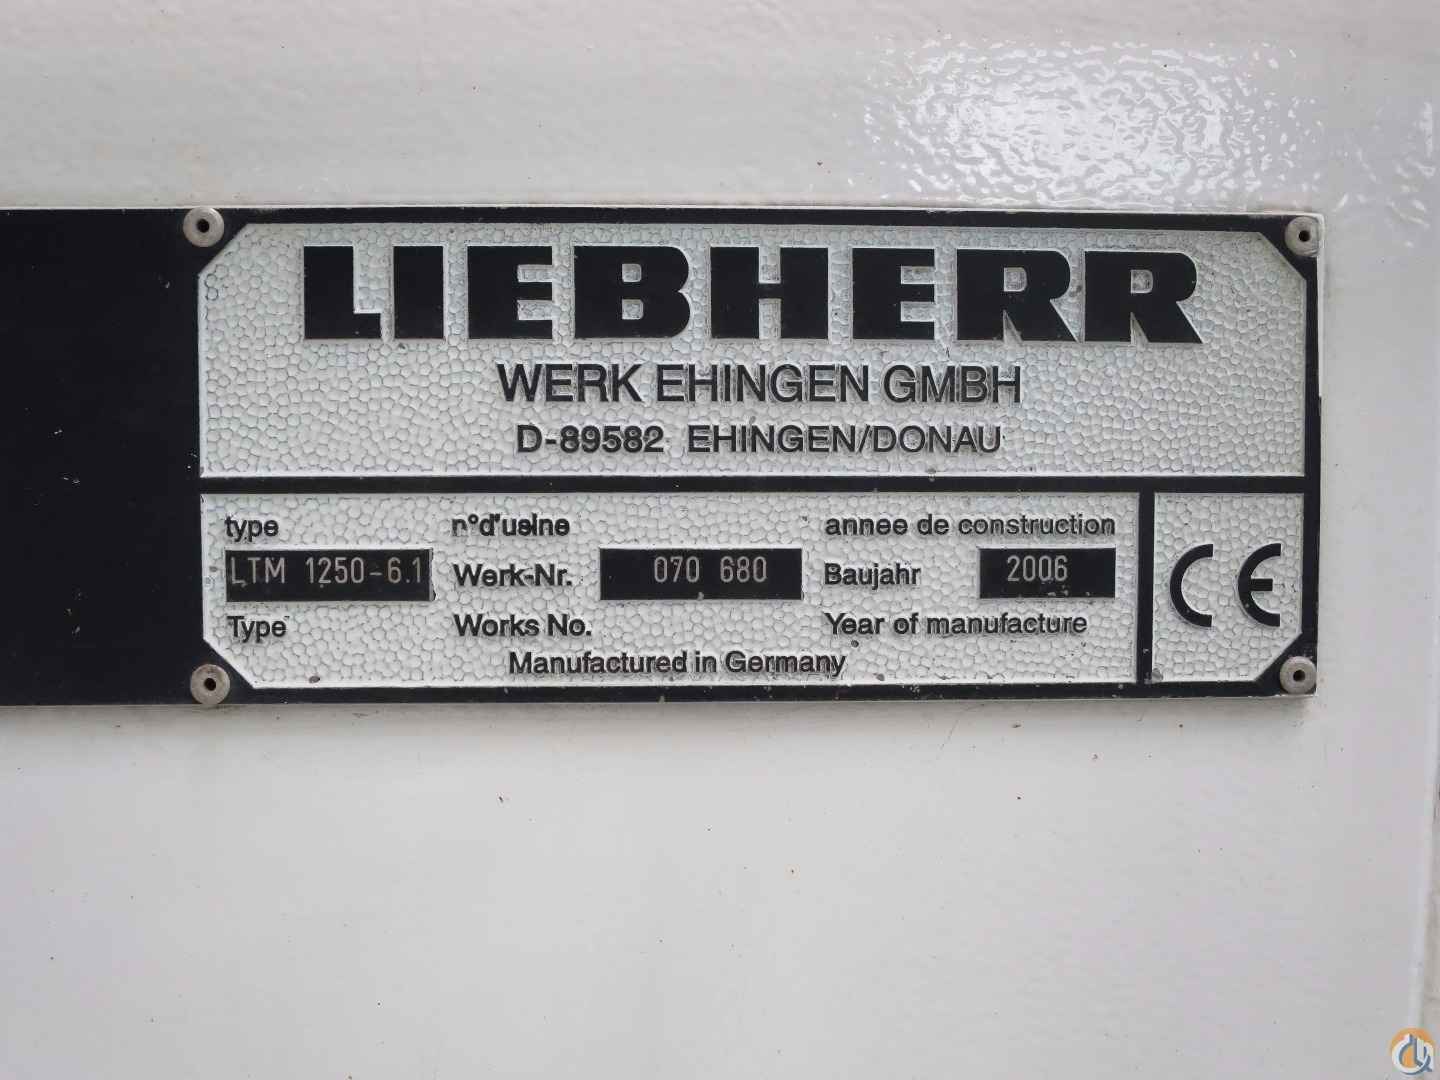 LIEBHERR
WERK EHINGEN GMBH
D-89582 EHINGEN/DONAU
type n°d'usine annee de construction
LTM 1250-6.1 Werk-Nr. 070 680 Baujahr 2006
Type Works No. Year of manufacture
Manufactured in Germany
CE